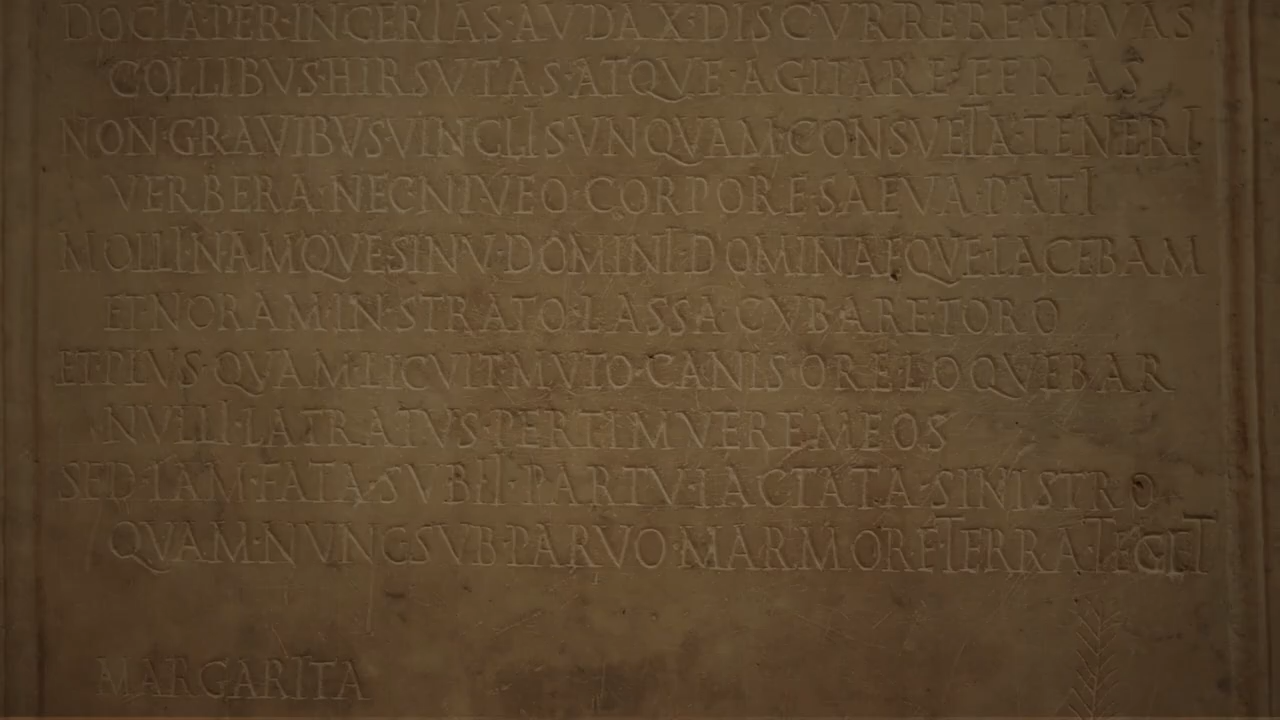 DOCTA·PER·INCERTAS·AVDAX·DISCVRRERE·SILVAS
COLLIBVS·HIRSVTAS·ATQVE·AGITARE·FERAS
NON·GRAVIBVS·VINCLIS·VNQVAM·CONSVETA·TENERI
VERBERA·NEC·NIVEO·CORPORE·SAEVA·PATI
MOLLI·NAMQVE·SINV·DOMINI·DOMINAEQVE·IACEBAM
ET·NORAM·IN·STRATO·LASSA·CVBARE·TORO
ET·PLVS·QVAM·LICVIT·MVTO·CANIS·ORE·LOQVEBAR
NVLLI·LATRATVS·PERTIMVERE·MEOS
SED·IAM·FATA·SVBII·PARTV·IACTATA·SINISTRO
QVAM·NVNC·SVB·PARVO·MARMORE·TERRA·TEGET
MARGARITA